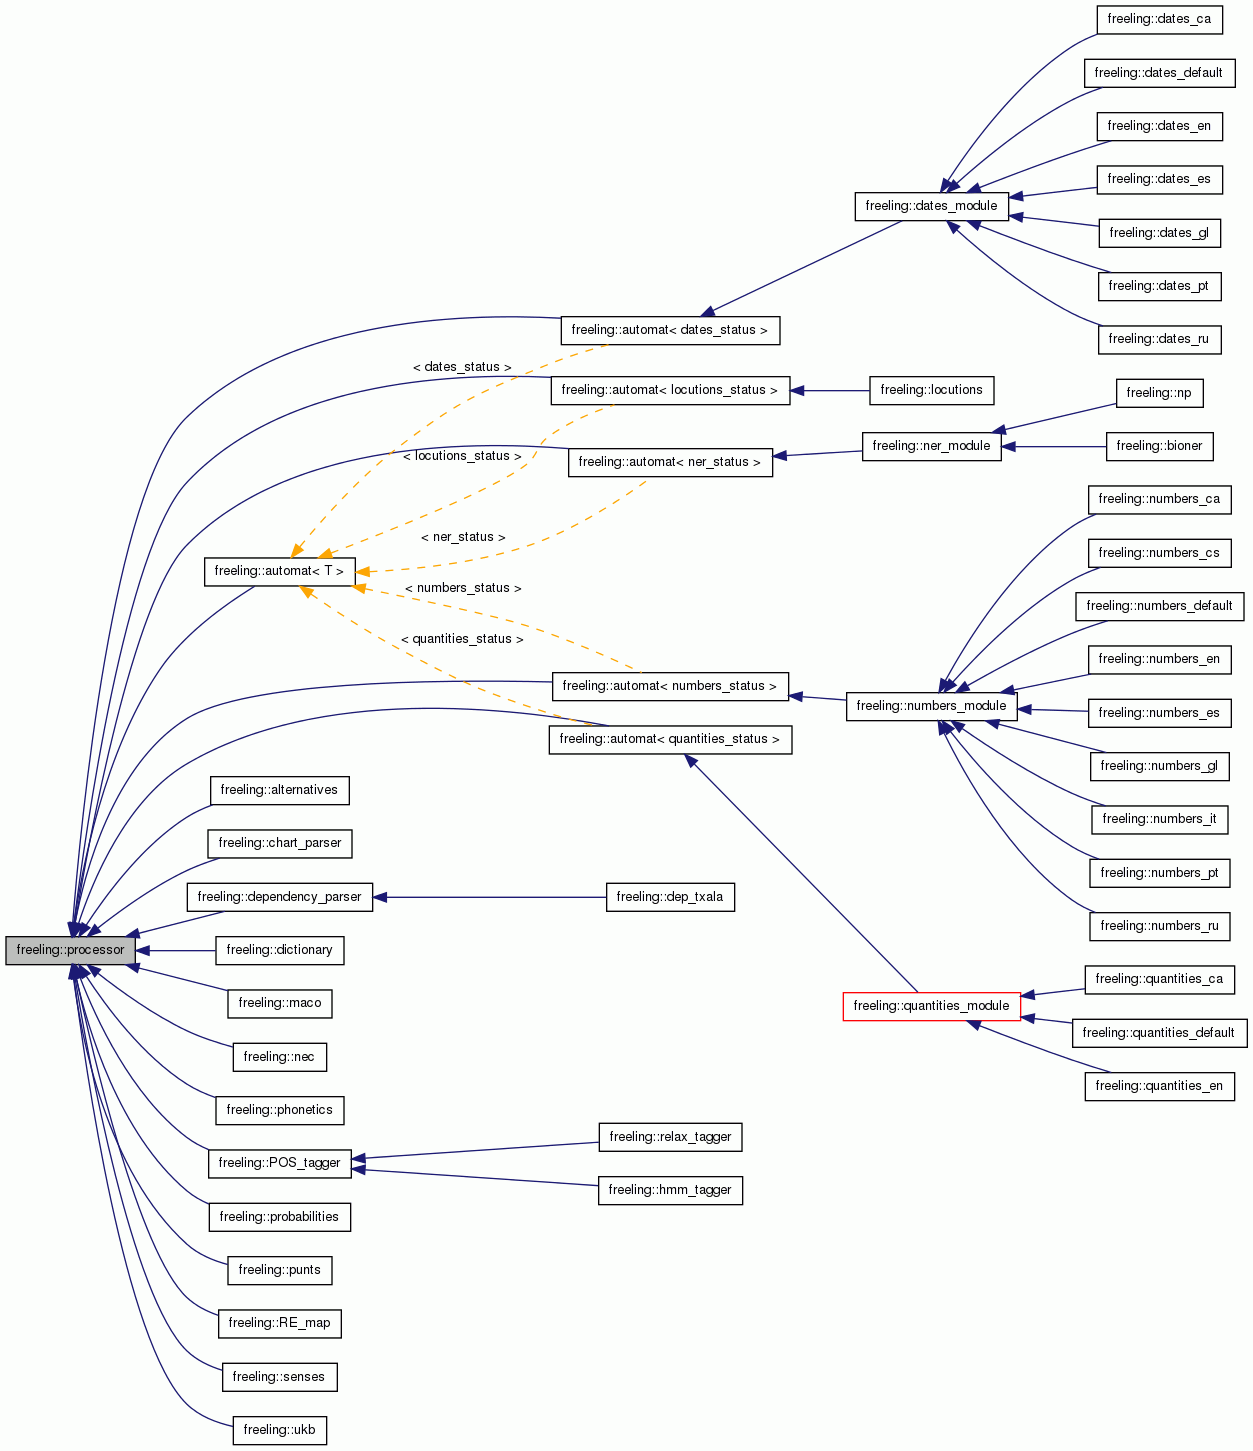 freeling::dates_ca
freeling::dates_default
freeling::dates_en
freeling::dates_es
freeling::dates_module
freeling::dates_gl
freeling::dates_pt
freeling::automat< dates_status >
freeling::dates_ru
< dates_status >
freeling::automat< locutions_status >
freeling::locutions
freeling::np
freeling::ner_module
freeling::bioner
< locutions_status >
freeling::automat< ner_status >
freeling::numbers_ca
< ner_status >
freeling::numbers_cs
freeling::automat< T >
< numbers_status >
freeling::numbers_default
< quantities_status >
freeling::numbers_en
freeling::automat< numbers_status >
freeling::numbers_module
freeling::numbers_es
freeling::automat< quantities_status >
freeling::numbers_gl
freeling::alternatives
freeling::numbers_it
freeling::chart_parser
freeling::numbers_pt
freeling::dependency_parser
freeling::dep_txala
freeling::numbers_ru
freeling::processor
freeling::dictionary
freeling::quantities_ca
freeling::maco
freeling::quantities_module
freeling::quantities_default
freeling::nec
freeling::quantities_en
freeling::phonetics
freeling::relax_tagger
freeling::POS_tagger
freeling::hmm_tagger
freeling::probabilities
freeling::punts
freeling::RE_map
freeling::senses
freeling::ukb